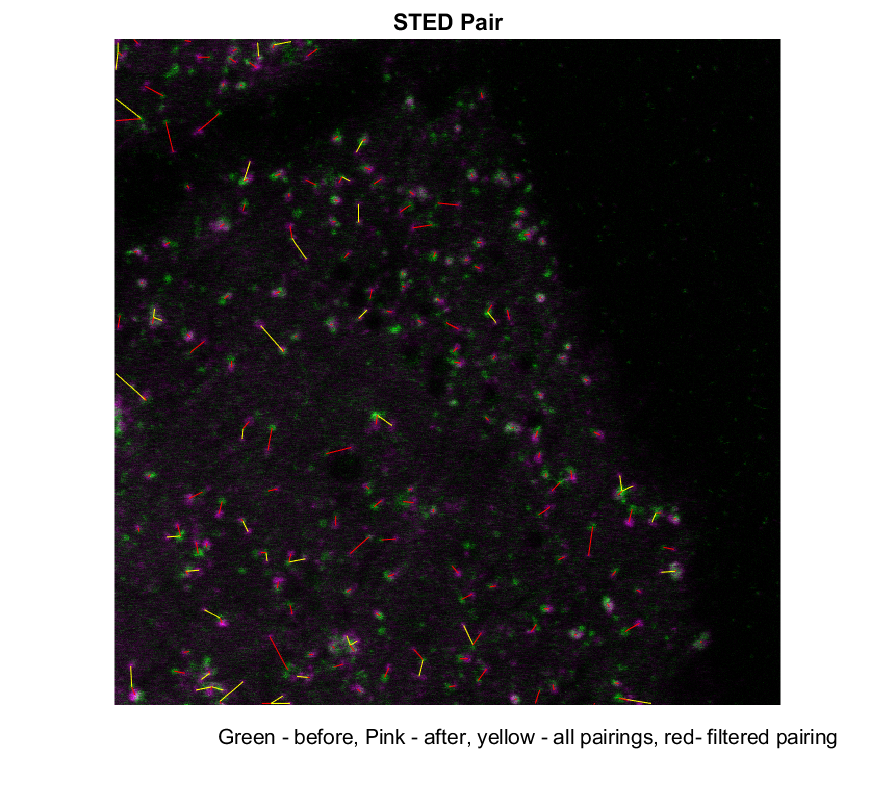 STED Pair
Green - before, Pink - after, yellow - all pairings, red- filtered pairing